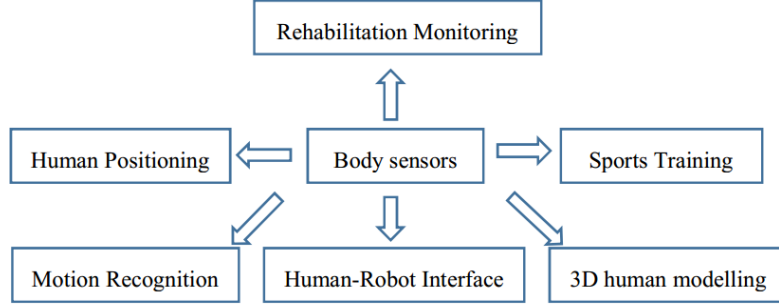 Rehabilitation Monitoring
Human Positioning
Body sensors
Sports Training
Motion Recognition
Human-Robot Interface
3D human modelling